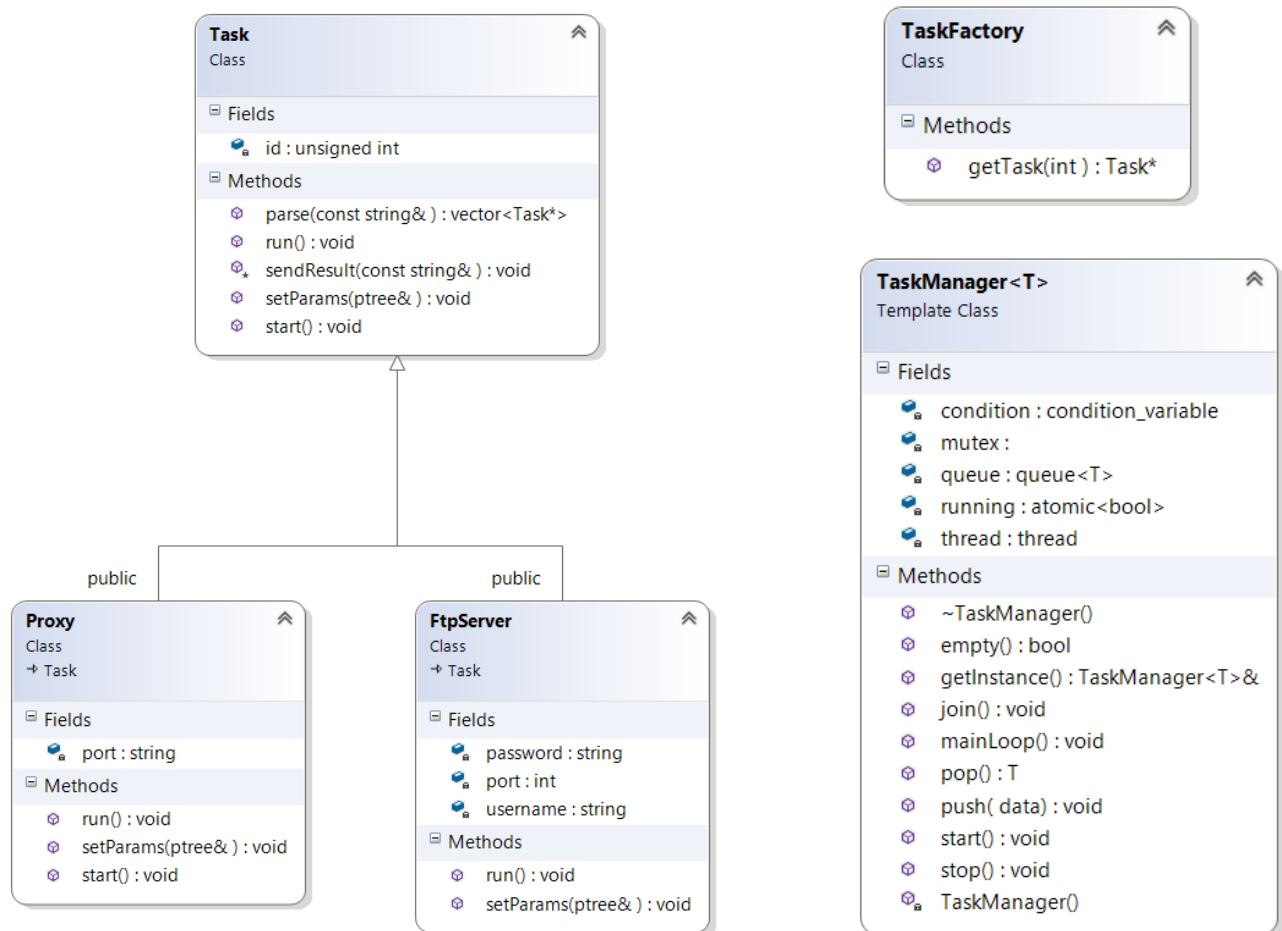 Task
Class
Fields
id : unsigned int
Methods
parse(const string& ) : vector<Task*>
run() : void
sendResult(const string& ) : void
setParams(ptree& ) : void
start() : void
TaskFactory
Class
Methods
getTask(int ) : Task*
TaskManager<T>
Template Class
Fields
condition : condition_variable
mutex :
queue : queue<T>
running : atomic<bool>
thread : thread
Methods
~TaskManager()
empty() : bool
getInstance() : TaskManager<T>&
join() : void
mainLoop() : void
pop() : T
push( data) : void
start() : void
stop() : void
TaskManager()
public
public
Proxy
Class
Task
Fields
port : string
Methods
run() : void
setParams(ptree& ) : void
start() : void
FtpServer
Class
Task
Fields
password : string
port : int
username : string
Methods
run() : void
setParams(ptree& ) : void